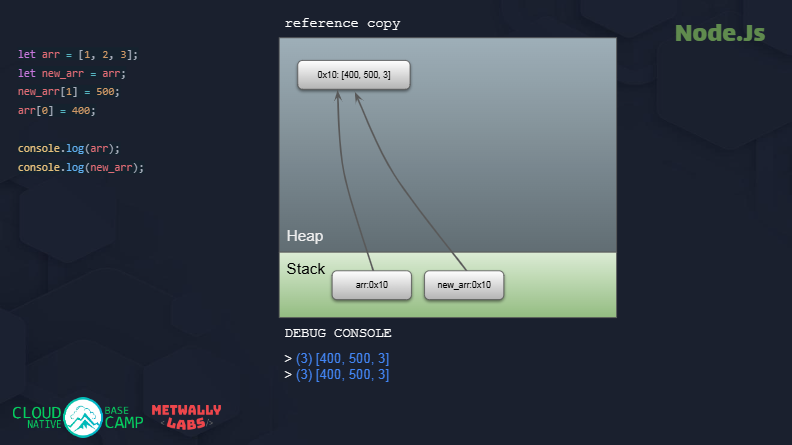 reference copy
Node.Js
let arr = [1, 2, 3];
let new_arr = arr;
new_arr[1] = 500;
arr[0] = 400;
console.log(arr);
console.log(new_arr);
0x10: [400, 500, 3]
Heap
Stack
arr:0x10
new_arr:0x10
DEBUG CONSOLE
> (3) [400, 500, 3]
> (3) [400, 500, 3]
CLOUD
NATIVE
BASE
CAMP
METWALLY
<LABS/>